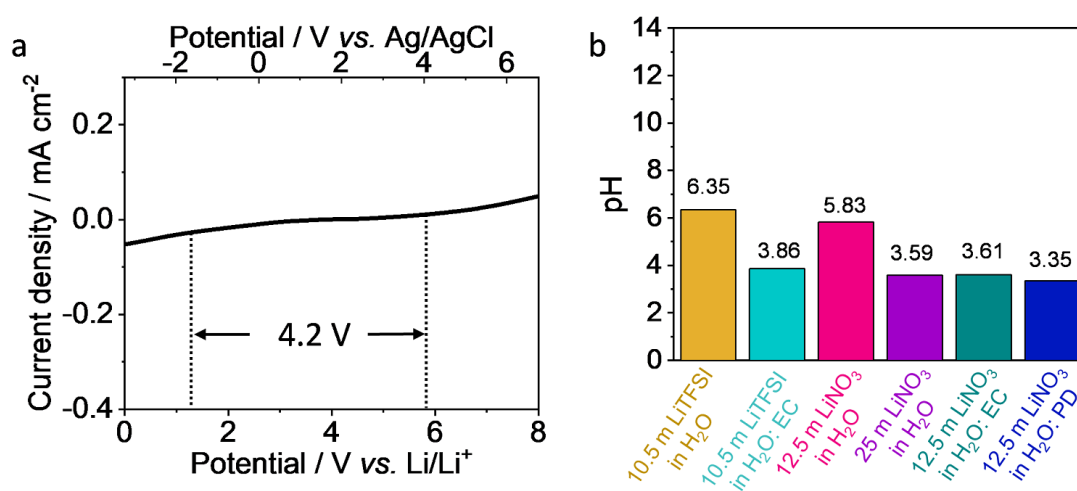 a
Potential / V vs. Ag/AgCl
-2 0 2 4 6
0.2
0.0
-0.2
-0.4
Current density / mA cm⁻²
4.2 V
0 2 4 6 8
Potential / V vs. Li/Li⁺
b
14
12
10
8
6
4
2
0
pH
6.35
3.86
5.83
3.59
3.61
3.35
10.5 m LiTFSI
in H₂O
10.5 m LiTFSI
in H₂O: EC
12.5 m LiNO₃
in H₂O
25 m LiNO₃
in H₂O
12.5 m LiNO₃
in H₂O: EC
12.5 m LiNO₃
in H₂O: PD